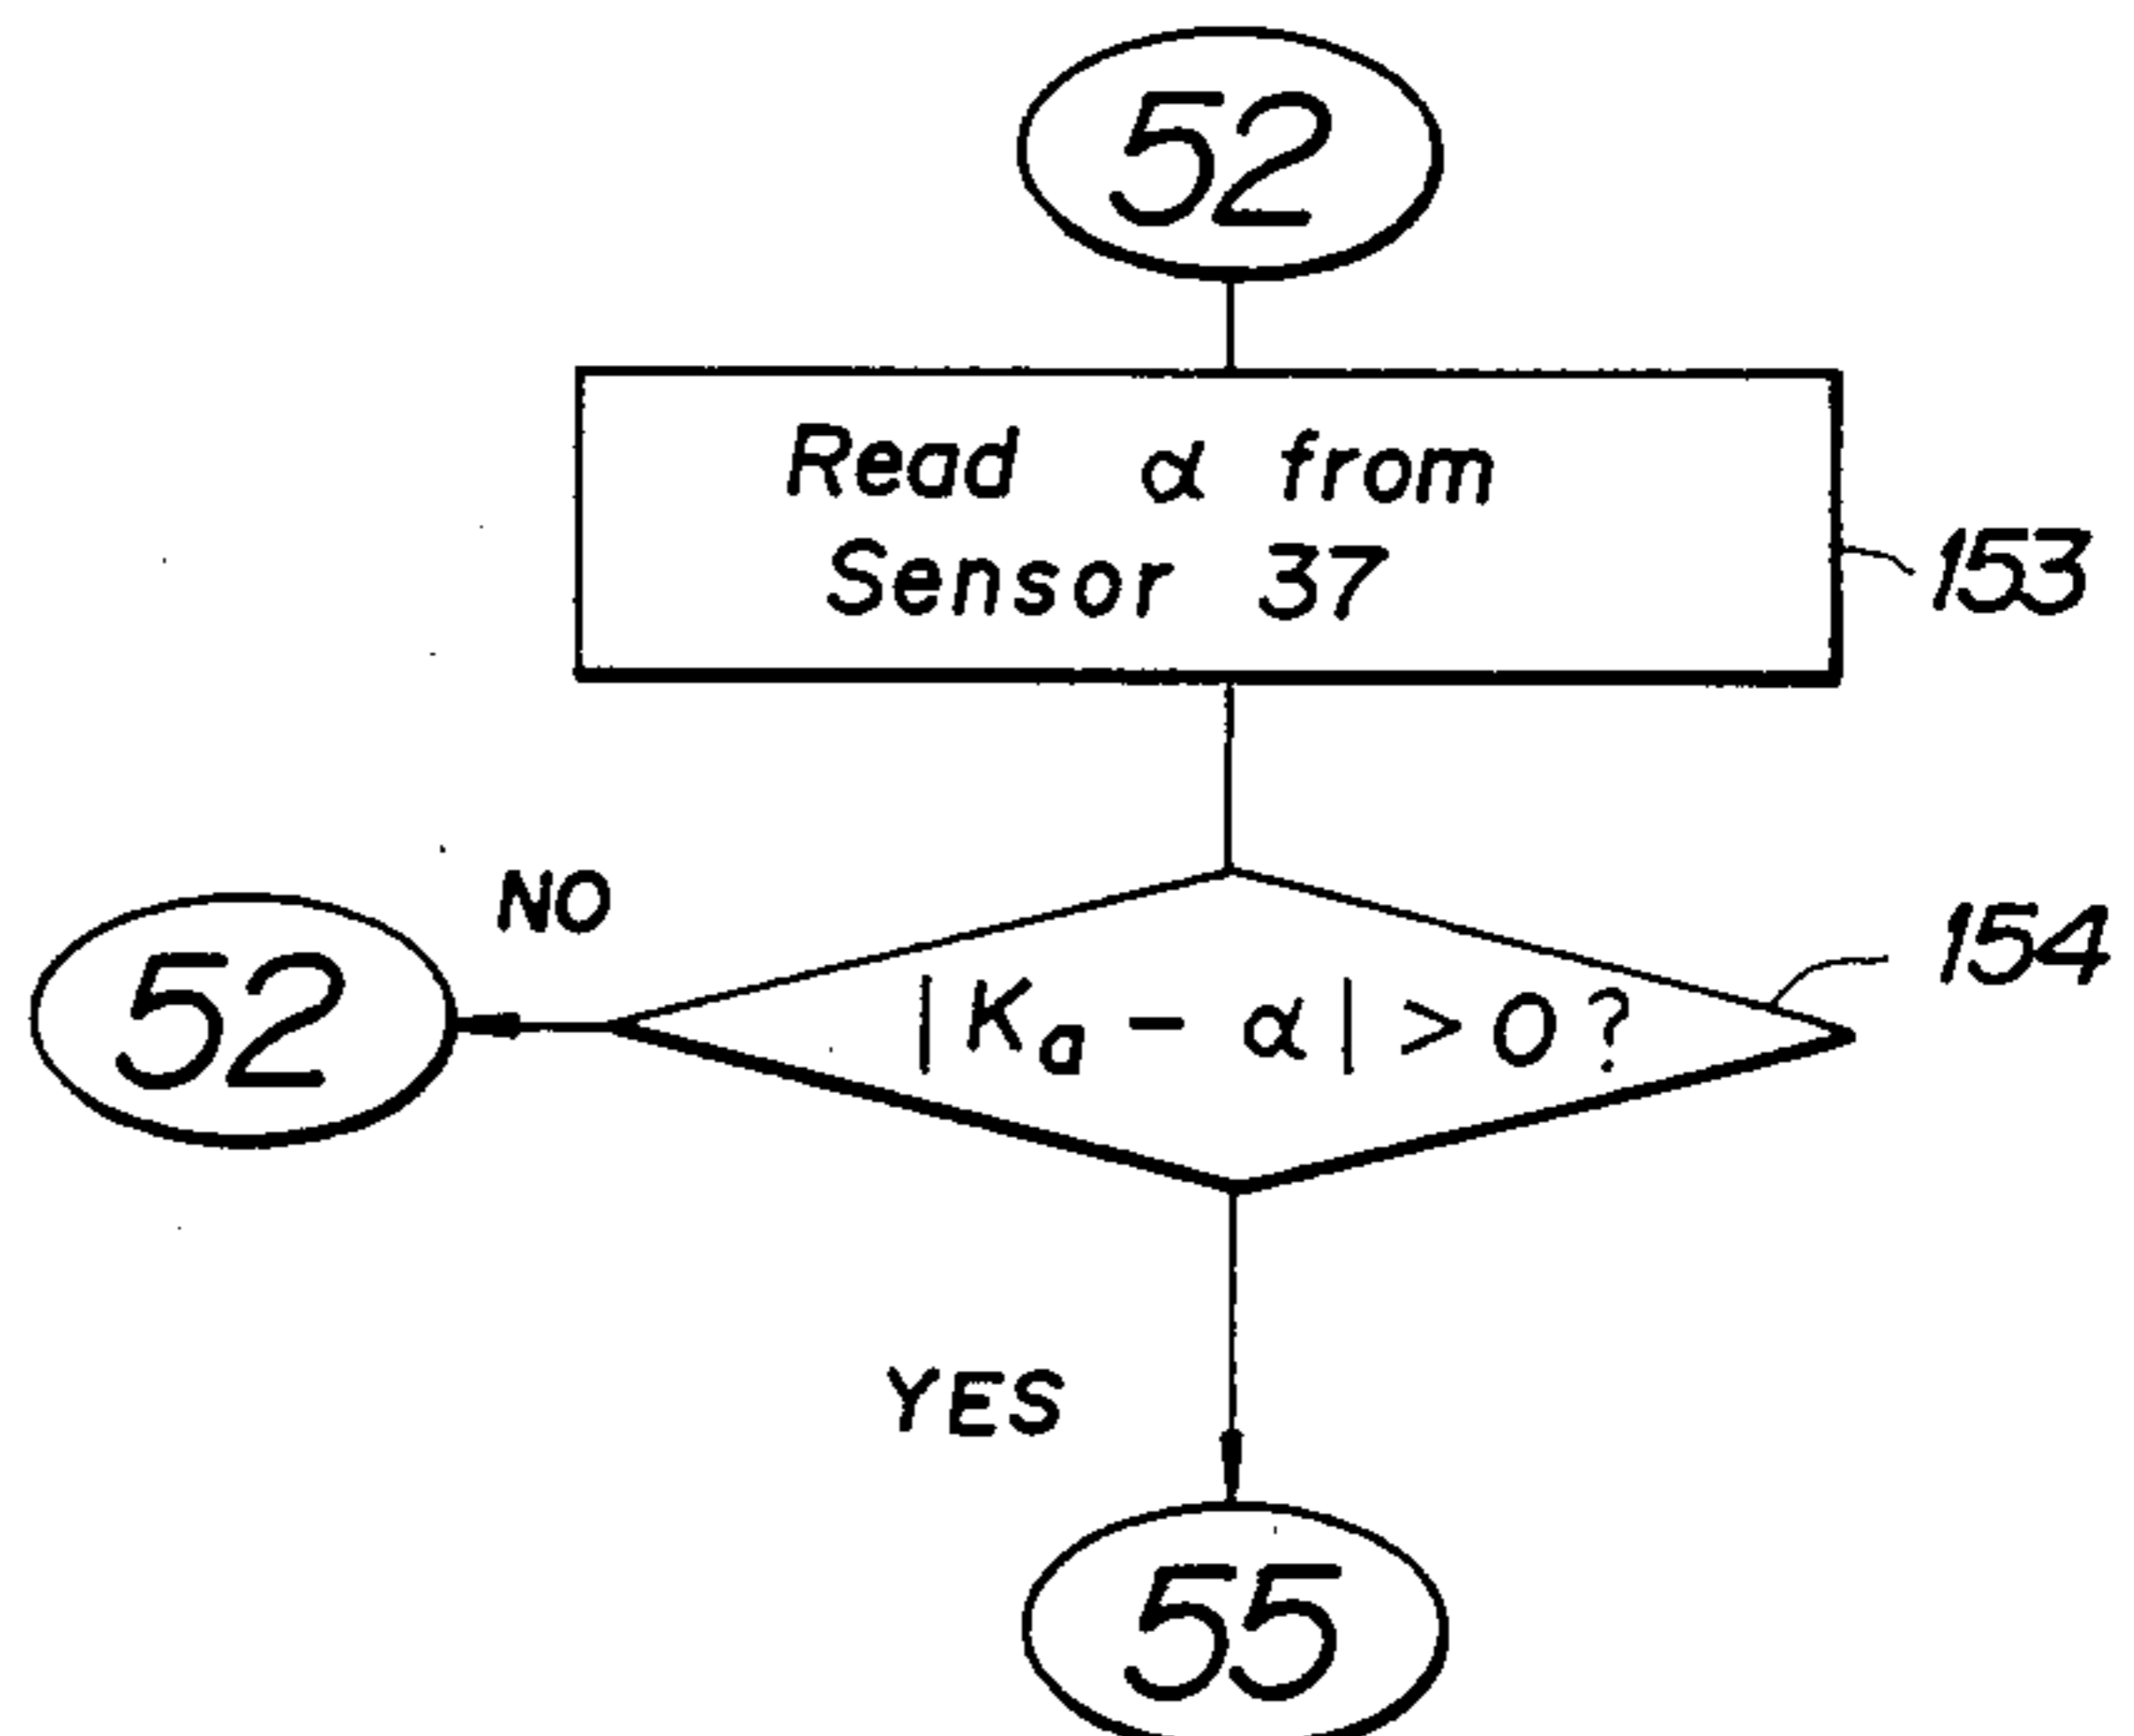 52
Read α from
Sensor 37
153
NO
154
52
|Ka - α| > 0?
YES
55